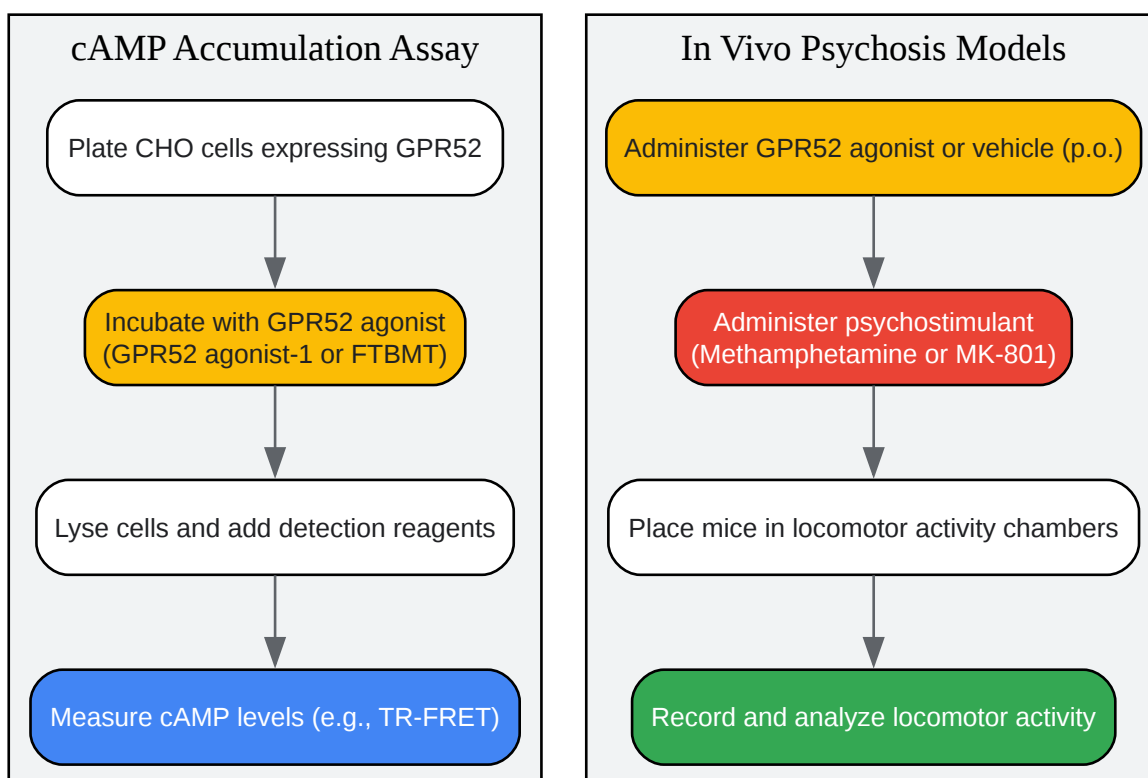 cAMP Accumulation Assay
Plate CHO cells expressing GPR52
Incubate with GPR52 agonist
(GPR52 agonist-1 or FTBMT)
Lyse cells and add detection reagents
Measure cAMP levels (e.g., TR-FRET)
In Vivo Psychosis Models
Administer GPR52 agonist or vehicle (p.o.)
Administer psychostimulant
(Methamphetamine or MK-801)
Place mice in locomotor activity chambers
Record and analyze locomotor activity